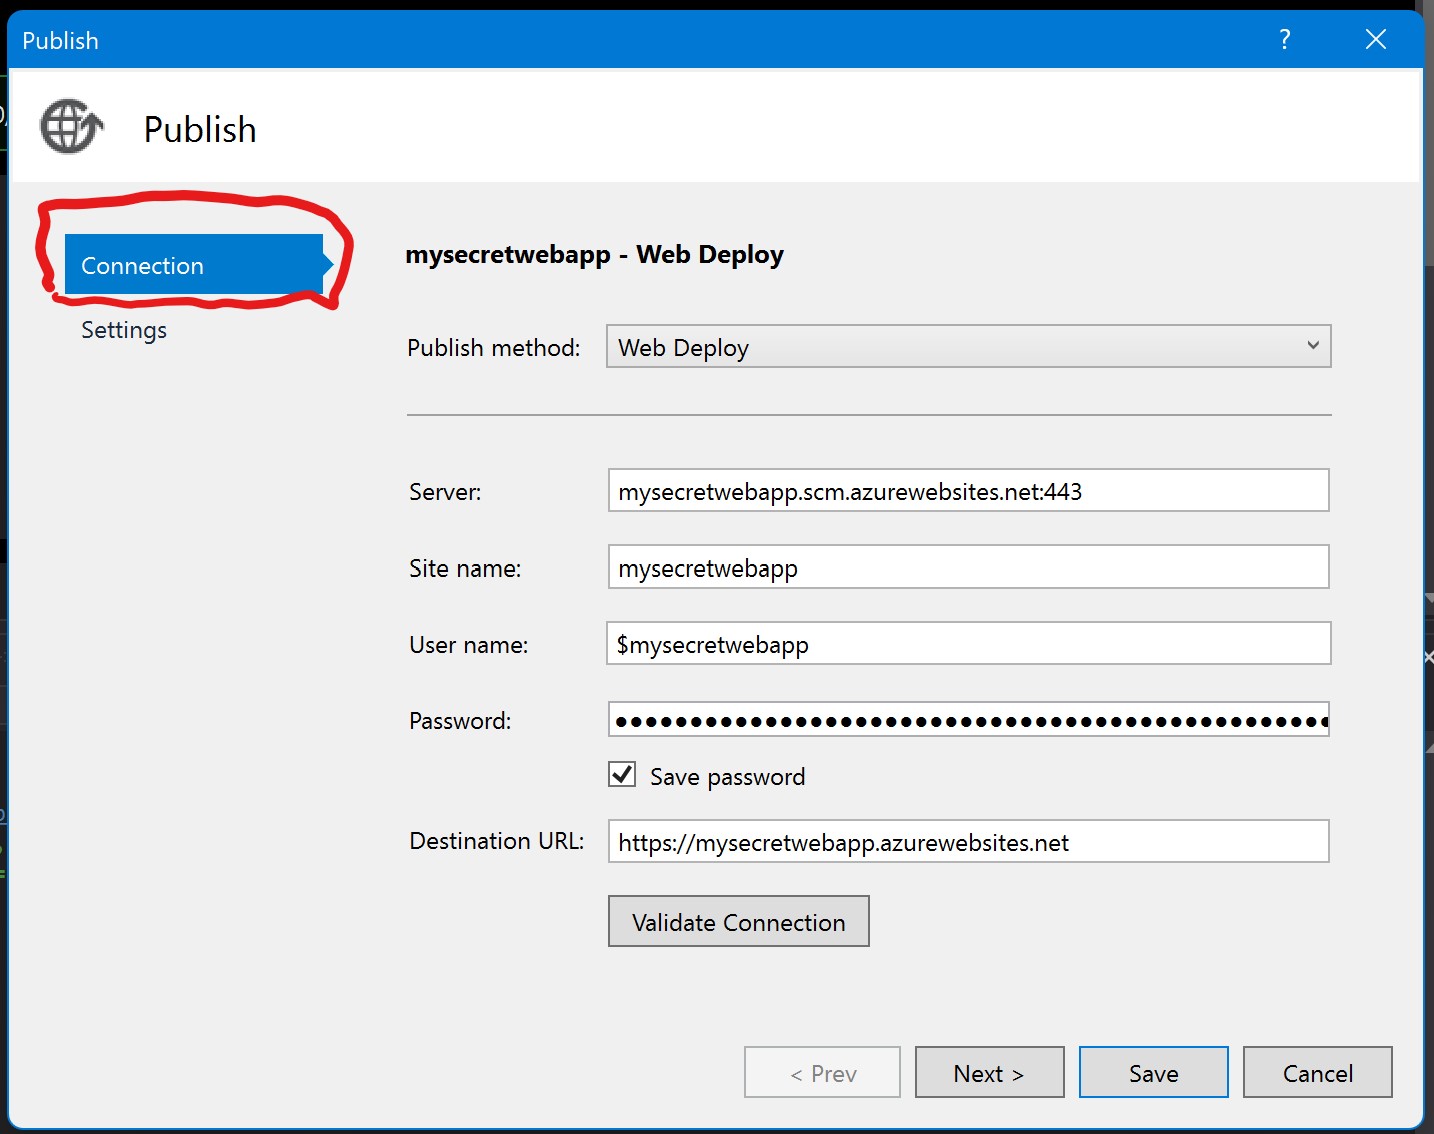 Publish
?
Publish
Connection
Settings
mysecretwebapp - Web Deploy
Publish method: Web Deploy
Server: mysecretwebapp.scm.azurewebsites.net:443
Site name: mysecretwebapp
User name: $mysecretwebapp
Password: ••••••••••••••••••••••••••••••••••••••••••••••••
Save password
Destination URL: https://mysecretwebapp.azurewebsites.net
Validate Connection
< Prev
Next >
Save
Cancel